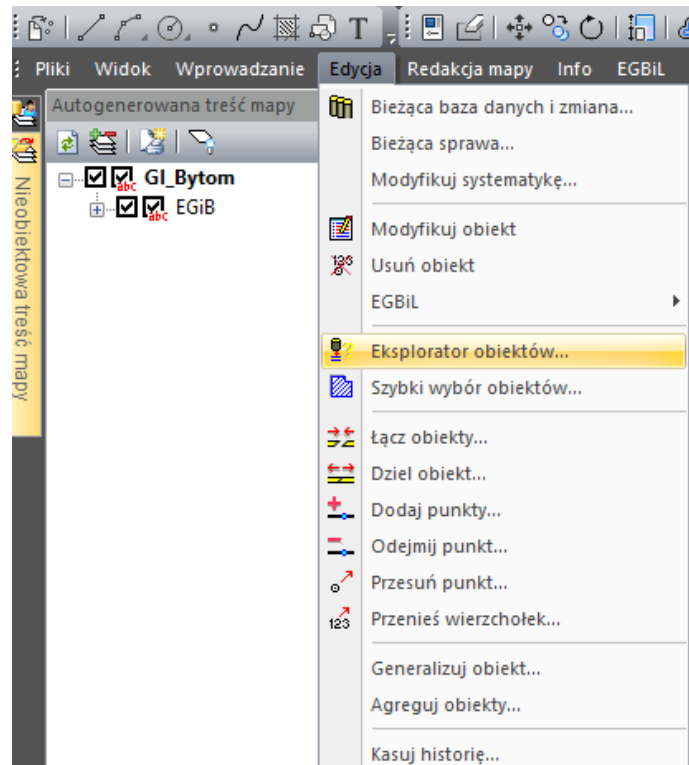 Pliki Widok Wprowadzanie Edycja Redakcja mapy Info EGBiL
Autogenerowana treść mapy
GI_Bytom
EGiB
Nieobiektowa treść mapy
Bieżąca baza danych i zmiana...
Bieżąca sprawa...
Modyfikuj systematykę...
Modyfikuj obiekt
Usuń obiekt
EGBiL
Eksplorator obiektów...
Szybki wybór obiektów...
Łącz obiekty...
Dziel obiekt...
Dodaj punkty...
Odejmij punkt...
Przesuń punkt...
Przenieś wierzchołek...
Generalizuj obiekt...
Agreguj obiekty...
Kasuj historię...